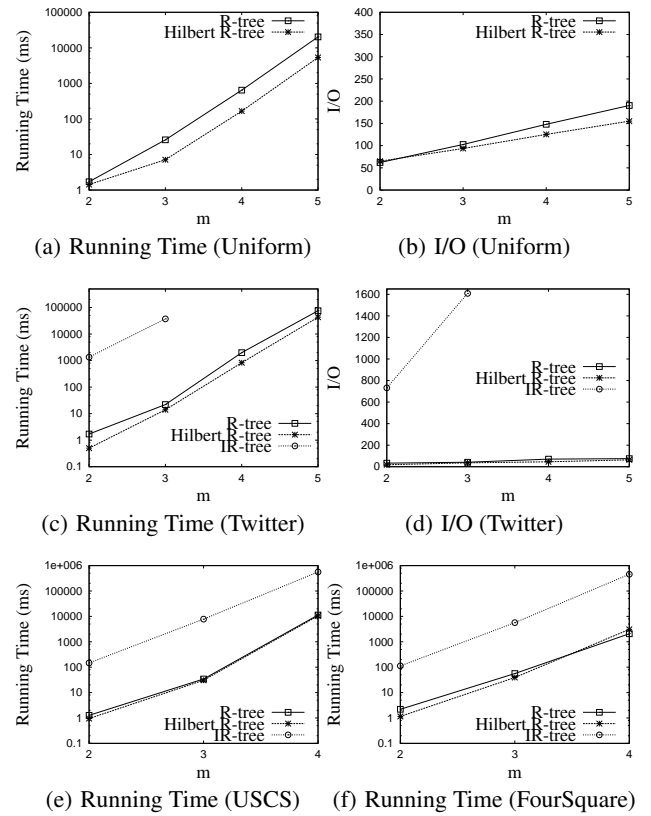 100000
10000
1000
100
10
1
Running Time (ms)
R-tree
Hilbert R-tree
2 3 4 5
m
(a) Running Time (Uniform)
400
350
300
250
200
150
100
50
0
I/O
R-tree
Hilbert R-tree
2 3 4 5
m
(b) I/O (Uniform)
100000
10000
1000
100
10
1
0.1
Running Time (ms)
R-tree
Hilbert R-tree
IR-tree
2 3 4 5
m
(c) Running Time (Twitter)
1600
1400
1200
1000
800
600
400
200
0
I/O
R-tree
Hilbert R-tree
IR-tree
2 3 4 5
m
(d) I/O (Twitter)
1e+006
100000
10000
1000
100
10
1
0.1
Running Time (ms)
R-tree
Hilbert R-tree
IR-tree
2 3 4
m
(e) Running Time (USCS)
1e+006
100000
10000
1000
100
10
1
0.1
Running Time (ms)
R-tree
Hilbert R-tree
IR-tree
2 3 4
m
(f) Running Time (FourSquare)